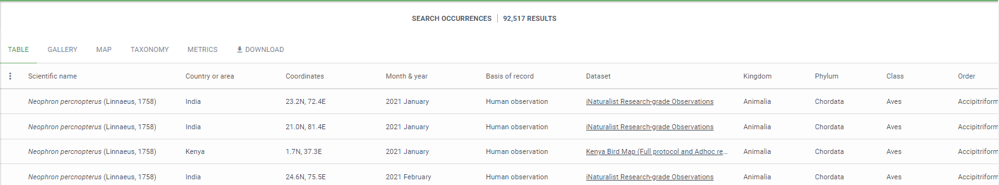 SEARCH OCCURRENCES | 92,517 RESULTS
TABLE GALLERY MAP TAXONOMY METRICS DOWNLOAD
Scientific name Country or area Coordinates Month & year Basis of record Dataset Kingdom Phylum Class Order
Neophron percnopterus (Linnaeus, 1758) India 23.2N, 72.4E 2021 January Human observation iNaturalist Research-grade Observations Animalia Chordata Aves Accipitriform
Neophron percnopterus (Linnaeus, 1758) India 21.0N, 81.4E 2021 January Human observation iNaturalist Research-grade Observations Animalia Chordata Aves Accipitriform
Neophron percnopterus (Linnaeus, 1758) Kenya 1.7N, 37.3E 2021 January Human observation Kenya Bird Map (Full protocol and Adhoc re... Animalia Chordata Aves Accipitriform
Neophron percnopterus (Linnaeus, 1758) India 24.6N, 75.5E 2021 February Human observation iNaturalist Research-grade Observations Animalia Chordata Aves Accipitriform